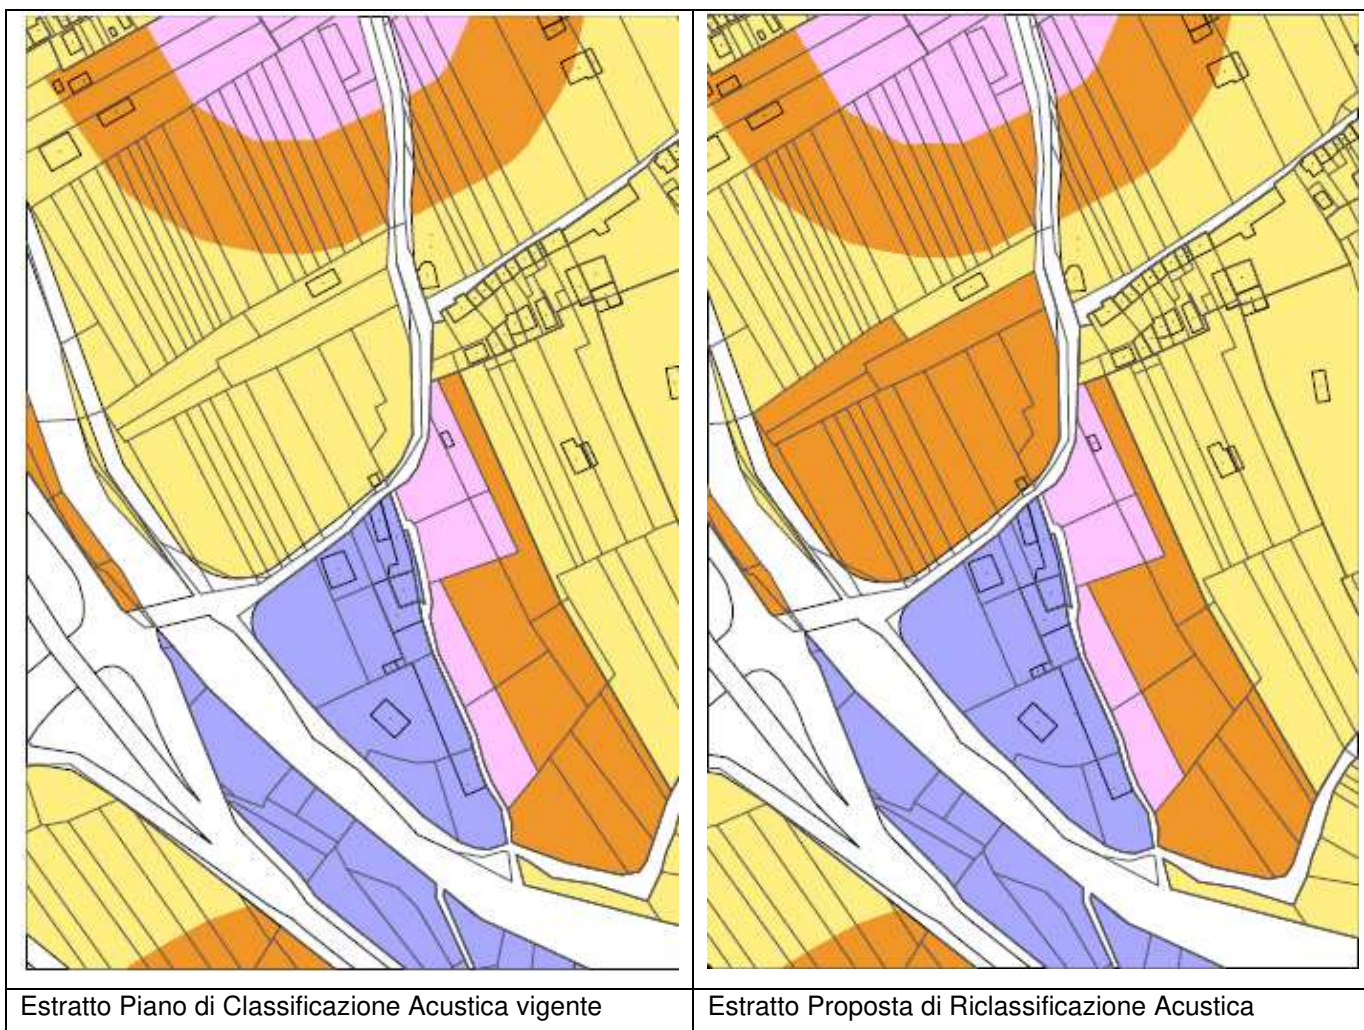 Estratto Piano di Classificazione Acustica vigente
Estratto Proposta di Riclassificazione Acustica